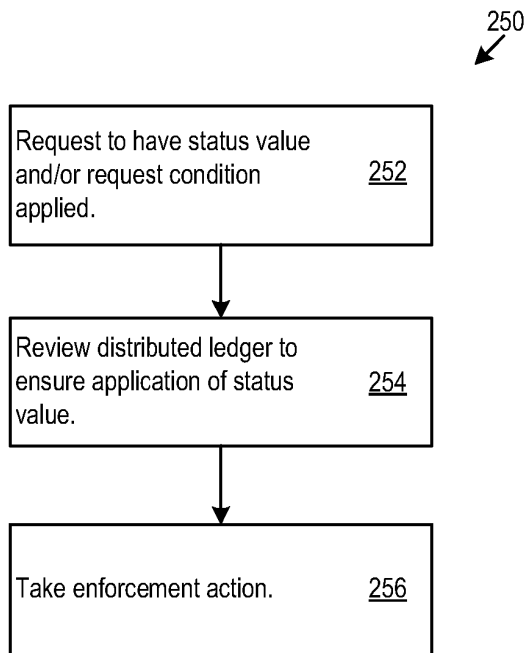 250
Request to have status value
and/or request condition
applied.
252
Review distributed ledger to
ensure application of status
value.
254
Take enforcement action.
256